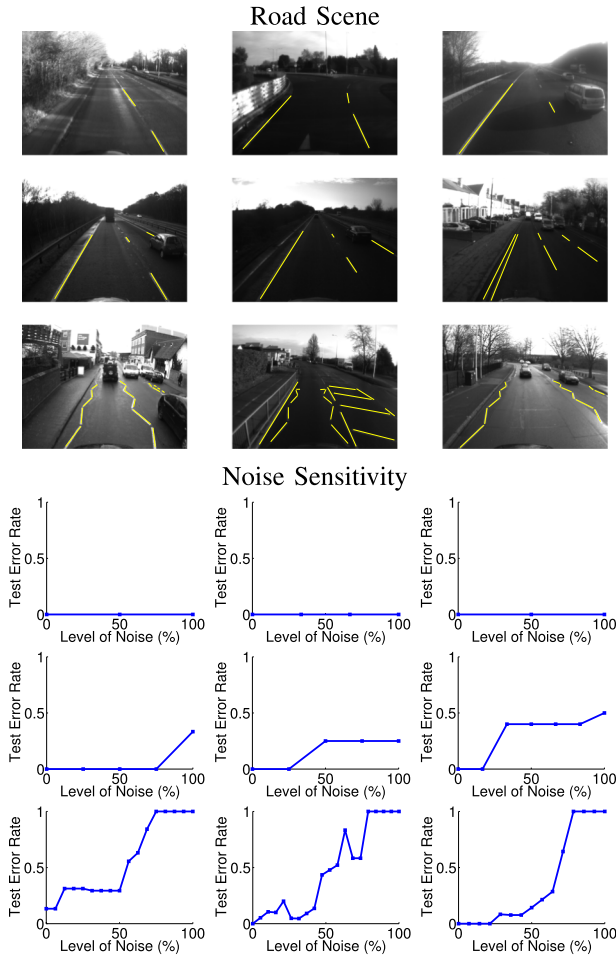 Road Scene
Noise Sensitivity
1 1 1
0.5 0.5 0.5
0 0 0
Test Error Rate Test Error Rate Test Error Rate
0 50 100 0 50 100 0 50 100
Level of Noise (%) Level of Noise (%) Level of Noise (%)
1 1 1
0.5 0.5 0.5
0 0 0
Test Error Rate Test Error Rate Test Error Rate
0 50 100 0 50 100 0 50 100
Level of Noise (%) Level of Noise (%) Level of Noise (%)
1 1 1
0.5 0.5 0.5
0 0 0
Test Error Rate Test Error Rate Test Error Rate
0 50 100 0 50 100 0 50 100
Level of Noise (%) Level of Noise (%) Level of Noise (%)